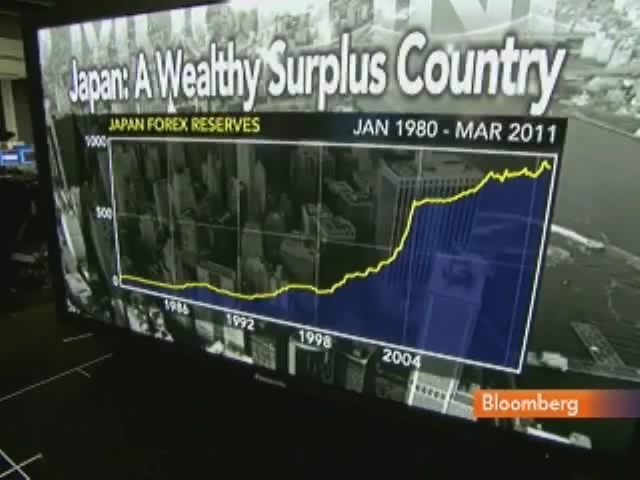 Japan: A Wealthy Surplus Country
JAPAN FOREX RESERVES JAN 1980 - MAR 2011
1000
500
0
1986 1992 1998 2004
Panasonic
Bloomberg